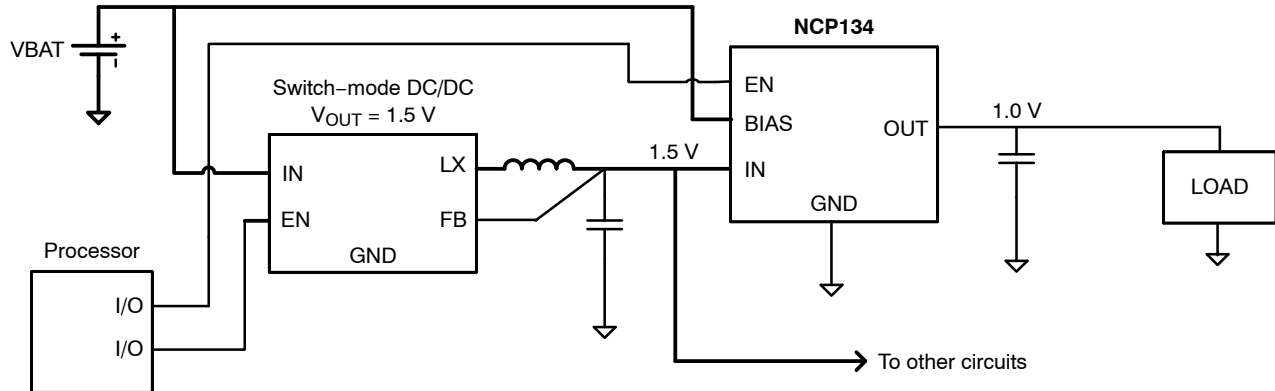 NCP134
VBAT
+
−
Switch−mode DC/DC
VOUT = 1.5 V
EN
BIAS
IN
OUT
GND
1.0 V
LOAD
IN
EN
LX
FB
GND
1.5 V
Processor
I/O
I/O
To other circuits